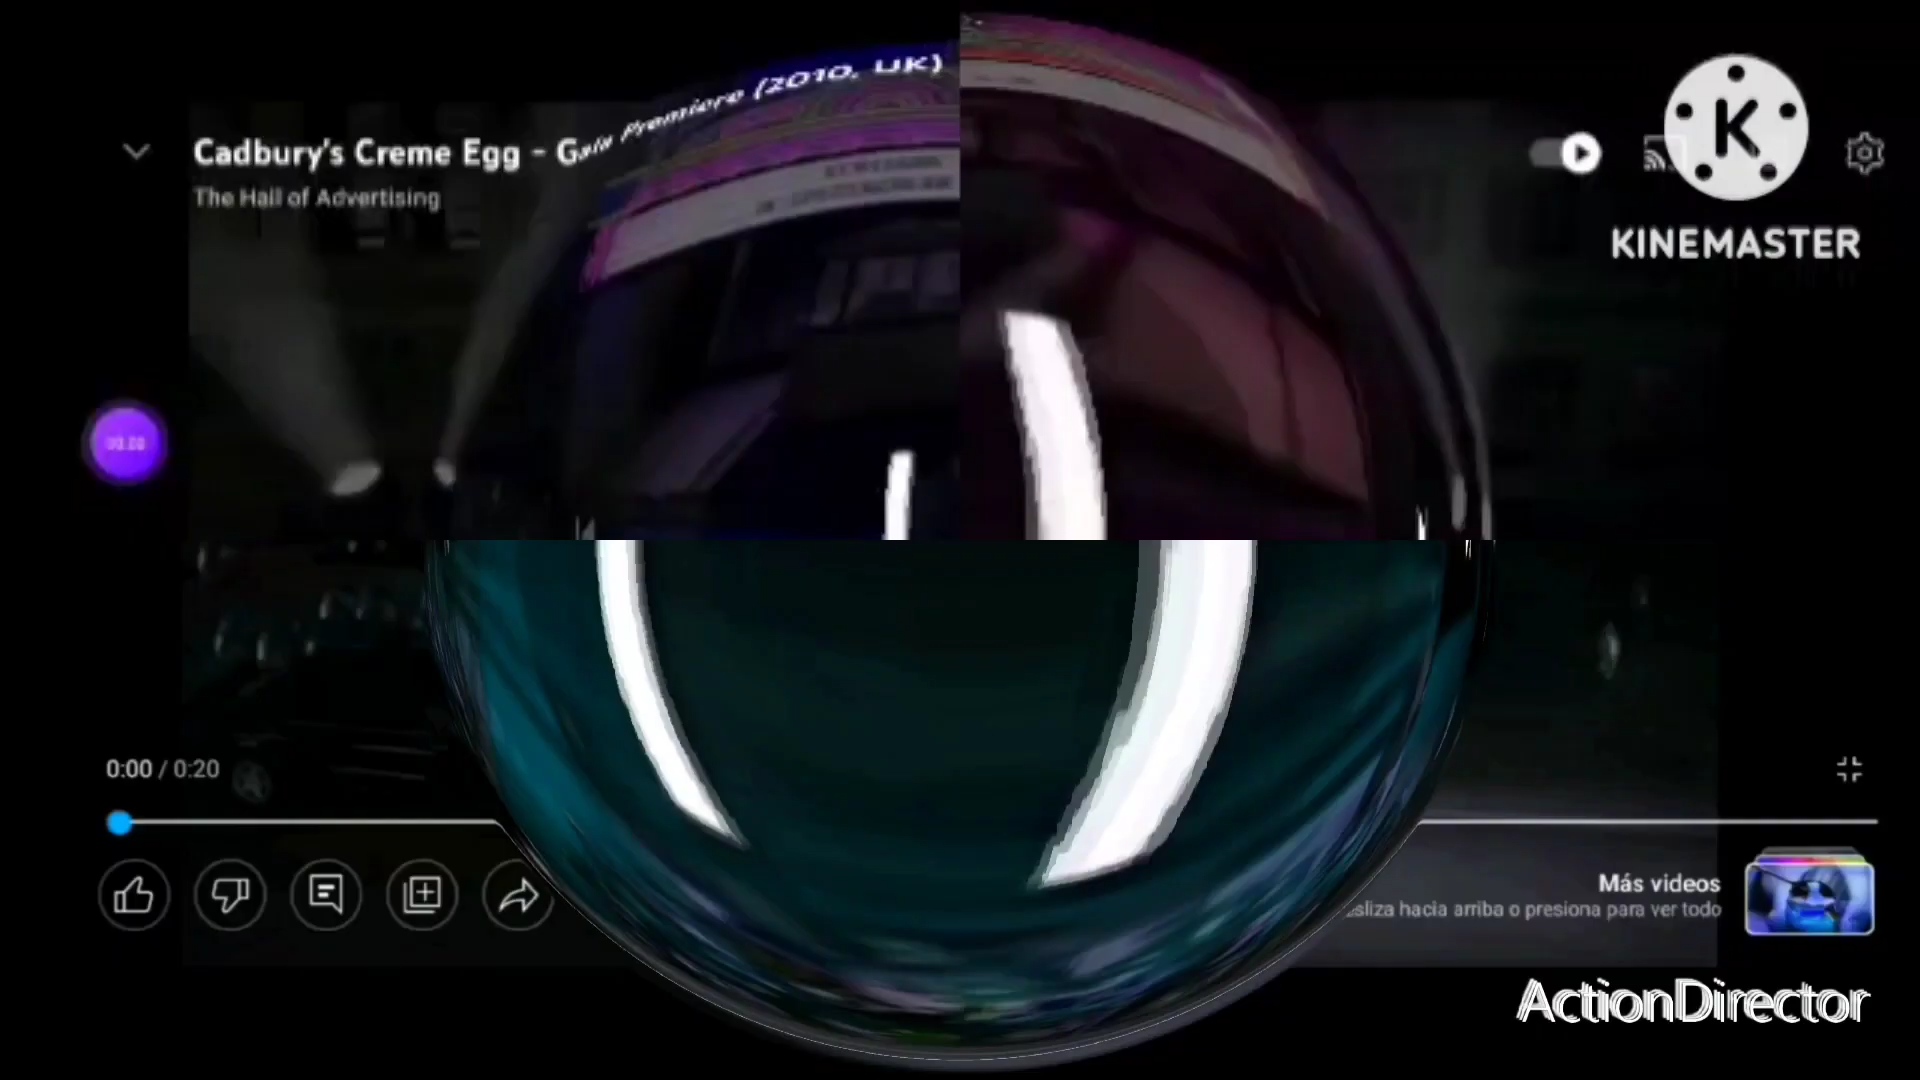 Cadbury's Creme Egg - Gala Premiere (2010, UK)
The Hall of Advertising
K
KINEMASTER
0:00 / 0:20
Más videos
sliza hacia arriba o presiona para ver todo
ActionDirector